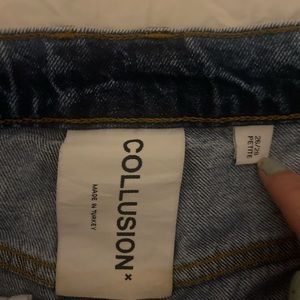 COLLUSION
MADE IN TURKEY
26/28
PETITE